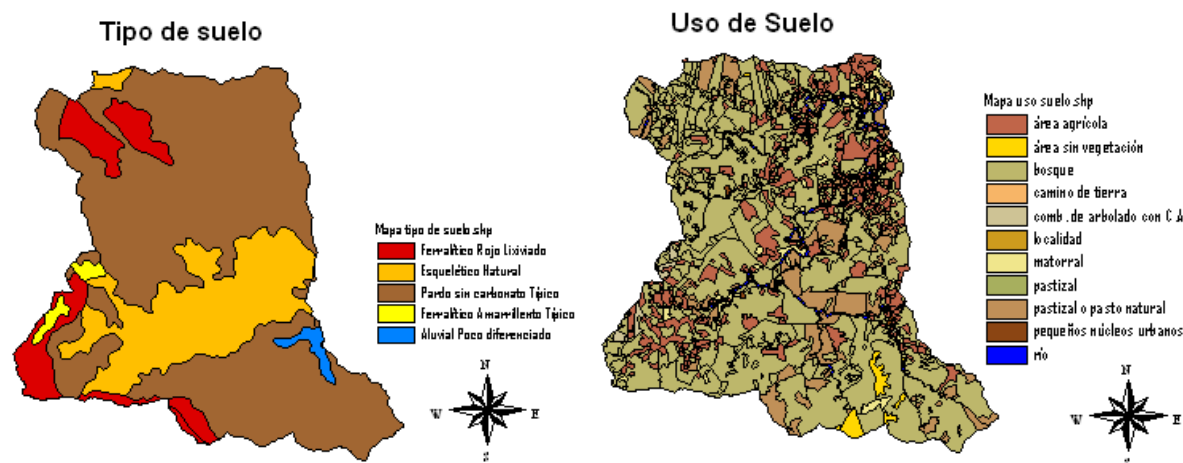 Tipo de suelo
Mapa tipo de suelo.shp
Ferralítico Rojo Lixiviado
Esquelético Natural
Pardo sin carbonato Típico
Ferralítico Amarillento Típico
Aluvial Poco diferenciado
N
W E
S
Uso de Suelo
Mapa uso suelo.shp
área agrícola
área sin vegetación
bosque
camino de tierra
comb. de arbolado con C.A
localidad
matorral
pastizal
pastizal o pasto natural
pequeños núcleos urbanos
río
N
W E
S